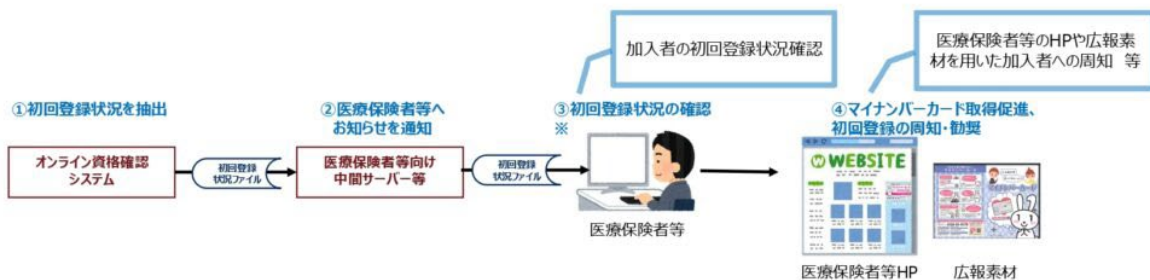 加入者の初回登録状況確認
医療保険者等のHPや広報素
材を用いた加入者への周知　等
①初回登録状況を抽出
②医療保険者等へ
お知らせを通知
③初回登録状況の確認
※
④マイナンバーカード取得促進、
初回登録の周知・勧奨
オンライン資格確認
システム
初回登録
状況ファイル
医療保険者等向け
中間サーバー等
初回登録
状況ファイル
WEBSITE
医療保険者等
医療保険者等HP
広報素材